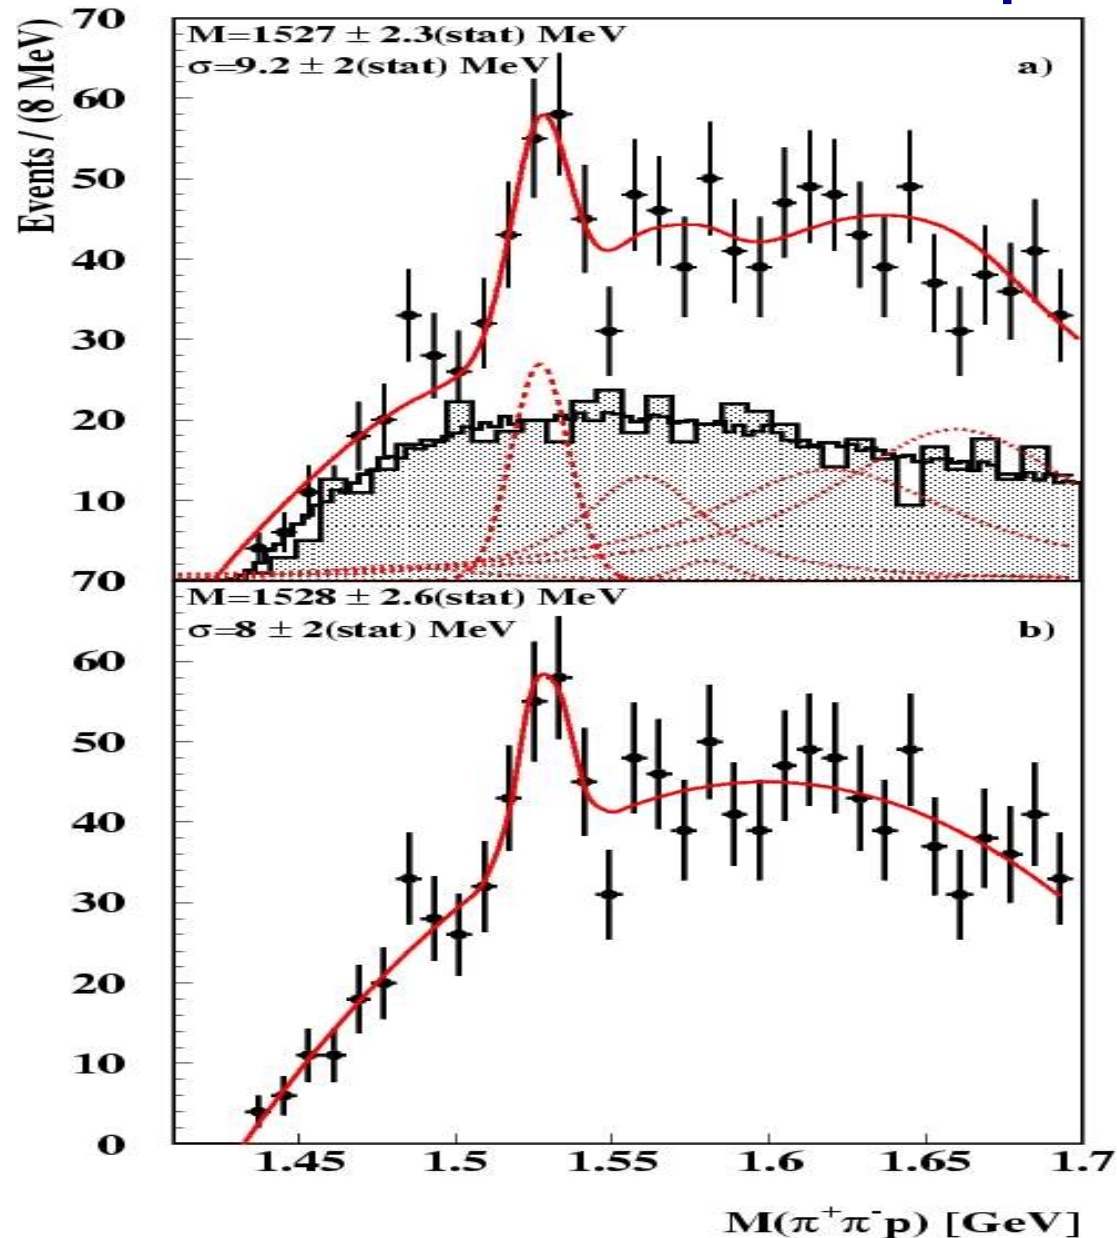 70
M=1527 ± 2.3(stat) MeV
σ=9.2 ± 2(stat) MeV
a)
60
50
40
30
20
10
Events / (8 MeV)
70
M=1528 ± 2.6(stat) MeV
σ=8 ± 2(stat) MeV
b)
60
50
40
30
20
10
0
1.45 1.5 1.55 1.6 1.65 1.7
M(π⁺π⁻p) [GeV]